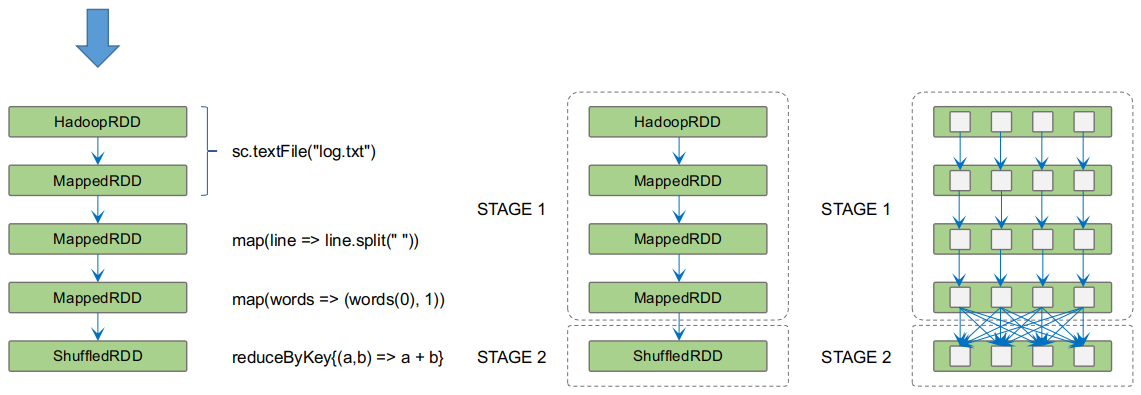 HadoopRDD
MappedRDD
sc.textFile("log.txt")
MappedRDD
map(line => line.split(" "))
MappedRDD
map(words => (words(0), 1))
ShuffledRDD
reduceByKey{(a,b) => a + b}
STAGE 1
HadoopRDD
MappedRDD
MappedRDD
MappedRDD
STAGE 2
ShuffledRDD
STAGE 1
STAGE 2